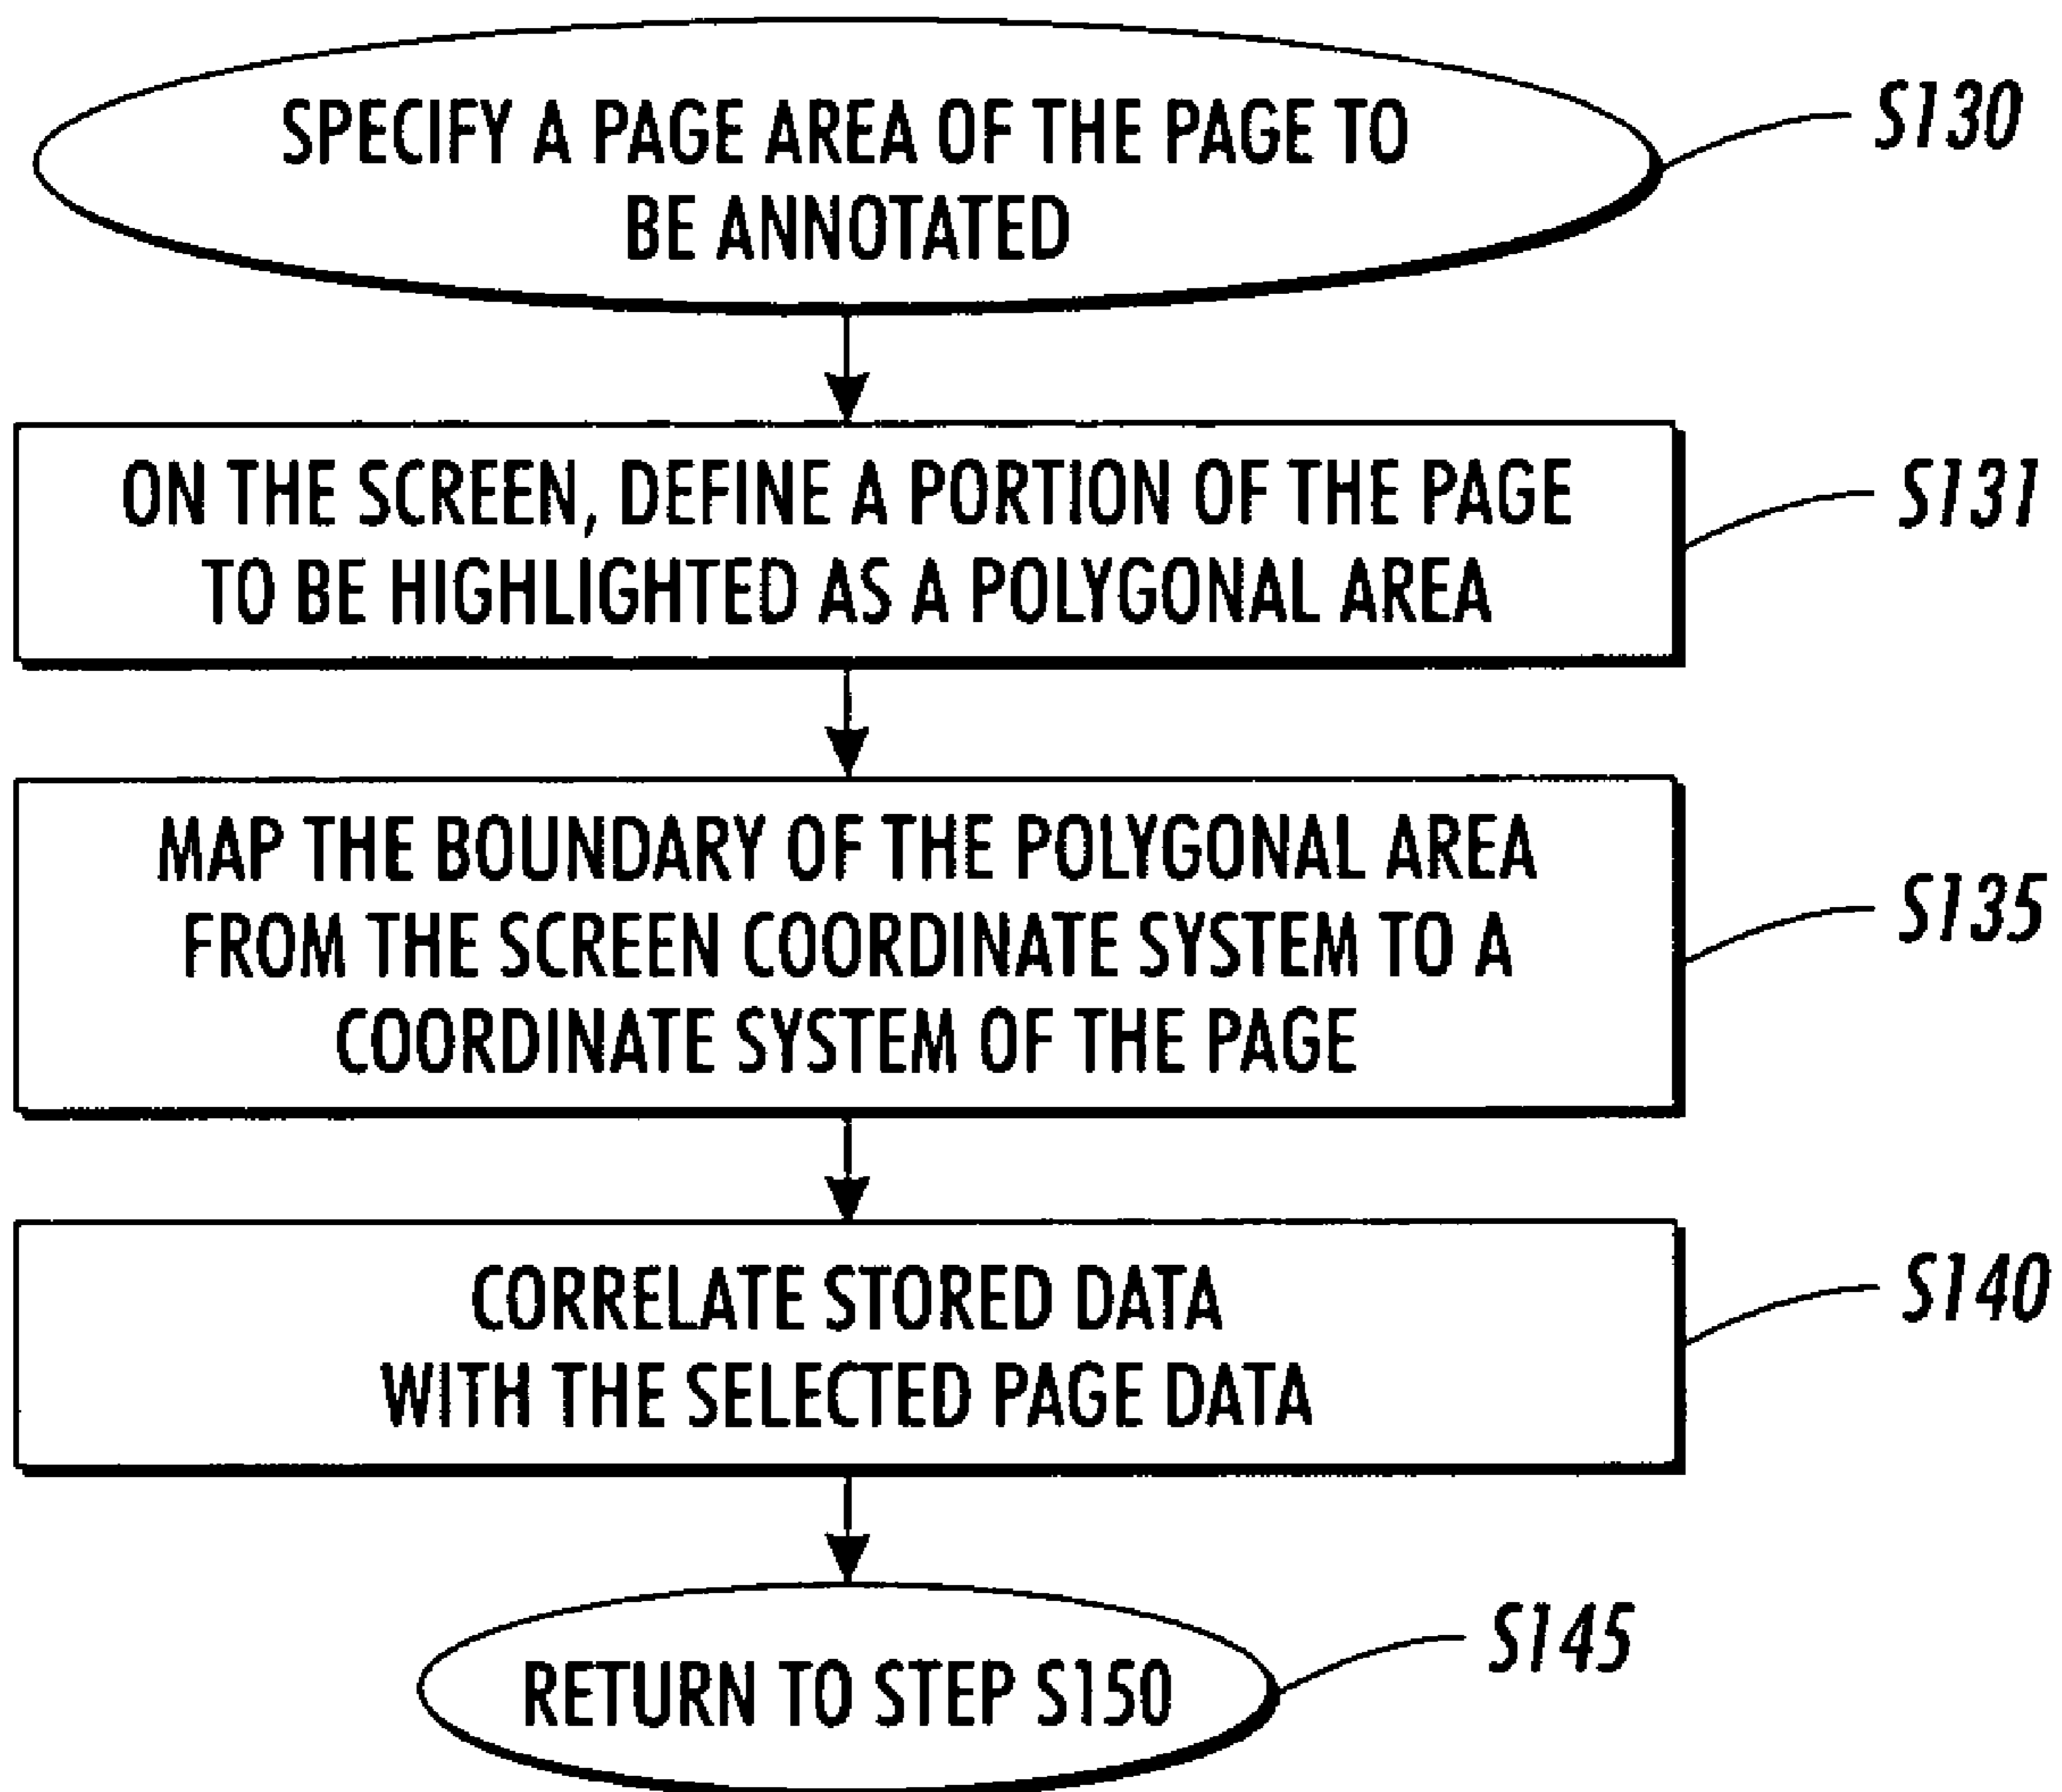 SPECIFY A PAGE AREA OF THE PAGE TO
BE ANNOTATED
S130
ON THE SCREEN, DEFINE A PORTION OF THE PAGE
TO BE HIGHLIGHTED AS A POLYGONAL AREA
S131
MAP THE BOUNDARY OF THE POLYGONAL AREA
FROM THE SCREEN COORDINATE SYSTEM TO A
COORDINATE SYSTEM OF THE PAGE
S135
CORRELATE STORED DATA
WITH THE SELECTED PAGE DATA
S140
RETURN TO STEP S150
S145